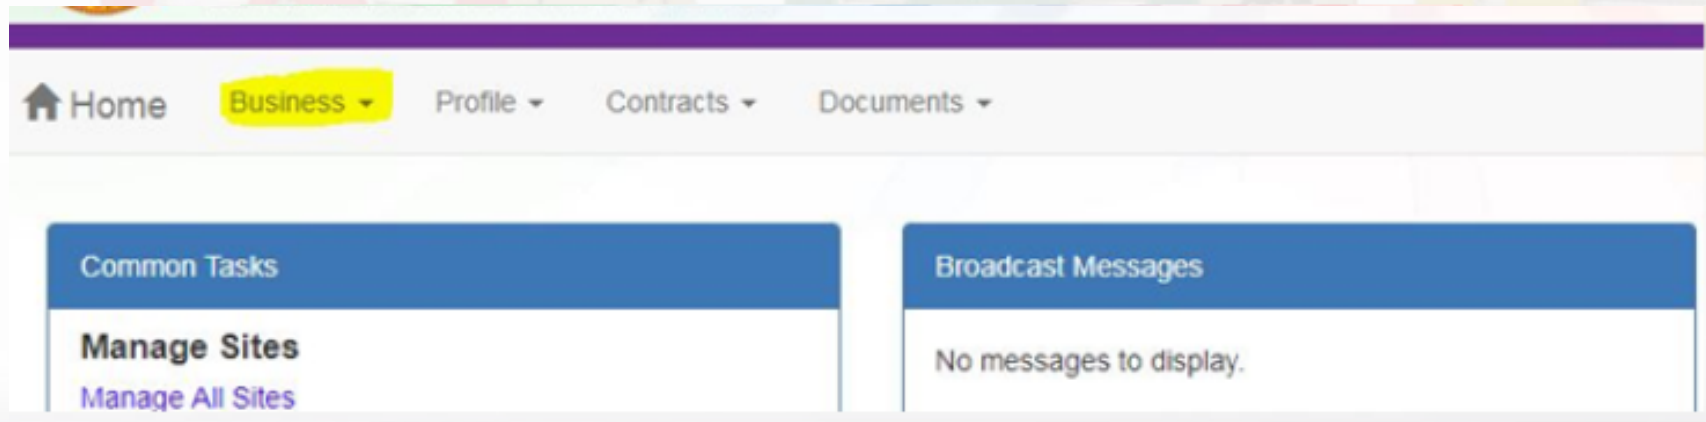 Home Business Profile Contracts Documents
Common Tasks
Manage Sites
Manage All Sites
Broadcast Messages
No messages to display.